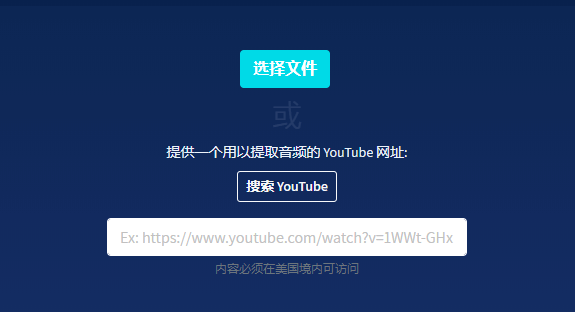 选择文件
或
提供一个用以提取音频的 YouTube 网址:
搜索 YouTube
Ex: https://www.youtube.com/watch?v=1WWt-GHx
内容必须在美国境内可访问